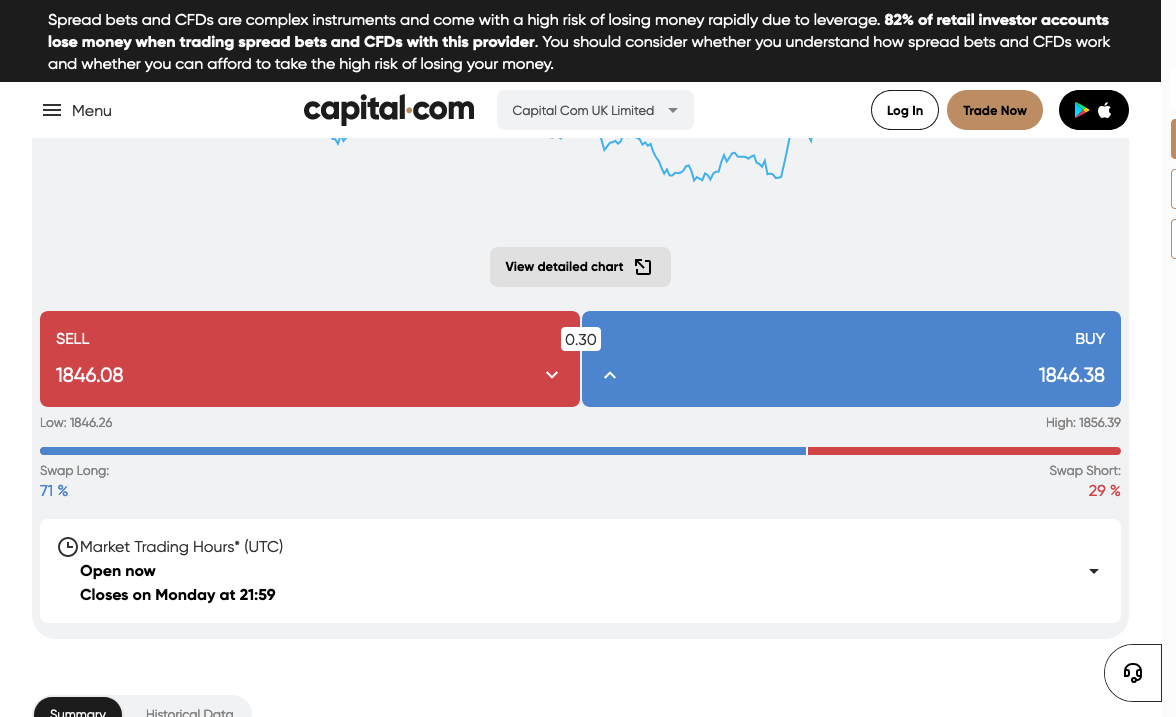 Spread bets and CFDs are complex instruments and come with a high risk of losing money rapidly due to leverage. 82% of retail investor accounts
lose money when trading spread bets and CFDs with this provider. You should consider whether you understand how spread bets and CFDs work
and whether you can afford to take the high risk of losing your money.
Menu
capital.com
Capital Com UK Limited
Log In
Trade Now
View detailed chart
SELL
0.30
BUY
1846.08
1846.38
Low: 1846.26
High: 1856.39
Swap Long:
Swap Short:
71 %
29 %
Market Trading Hours* (UTC)
Open now
Closes on Monday at 21:59
Summary
Historical Data